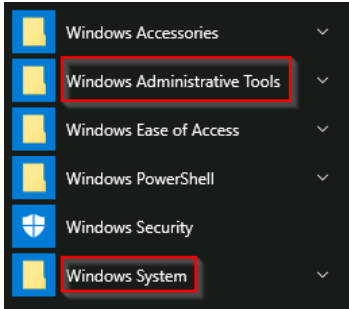 Windows Accessories
Windows Administrative Tools
Windows Ease of Access
Windows PowerShell
Windows Security
Windows System